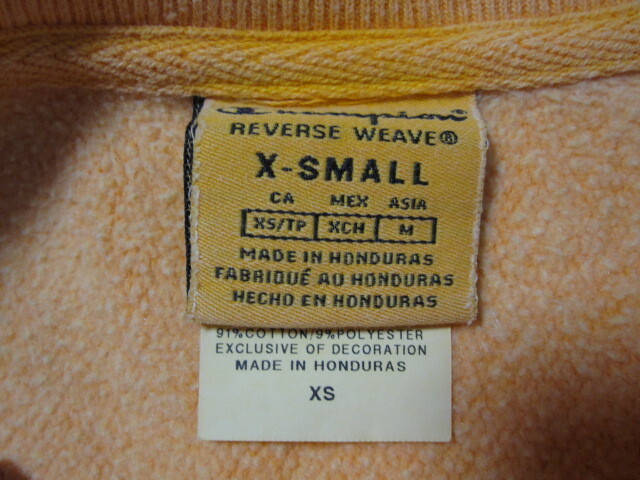 Champion
REVERSE WEAVE®
X-SMALL
CA MEX ASIA
XS/TP XCH M
MADE IN HONDURAS
FABRIQUÉ AU HONDURAS
HECHO EN HONDURAS
91%COTTON/9%POLYESTER
EXCLUSIVE OF DECORATION
MADE IN HONDURAS
XS